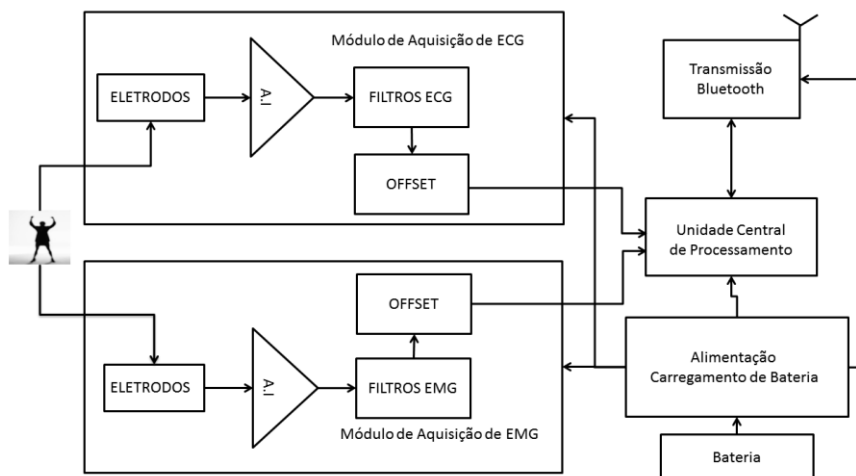 Módulo de Aquisição de ECG
ELETRODOS
A.I
FILTROS ECG
OFFSET
Transmissão
Bluetooth
Unidade Central
de Processamento
OFFSET
ELETRODOS
A.I
FILTROS EMG
Módulo de Aquisição de EMG
Alimentação
Carregamento de Bateria
Bateria